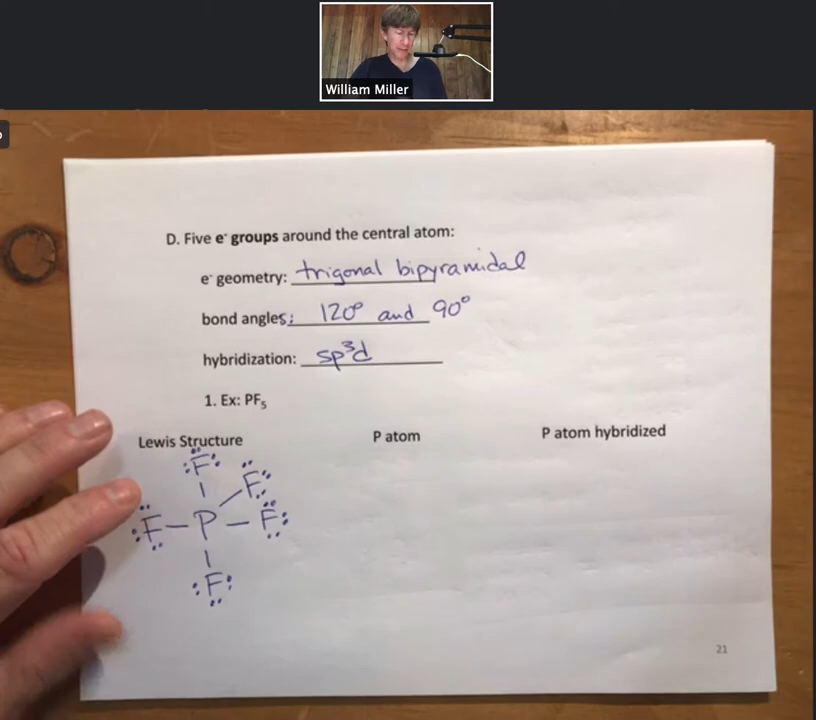 William Miller
D. Five e⁻ groups around the central atom:
e⁻ geometry: trigonal bipyramidal
bond angles: 120° and 90°
hybridization: sp³d
1. Ex: PF₅
Lewis Structure P atom P atom hybridized
F
F
F - P - F
F
21